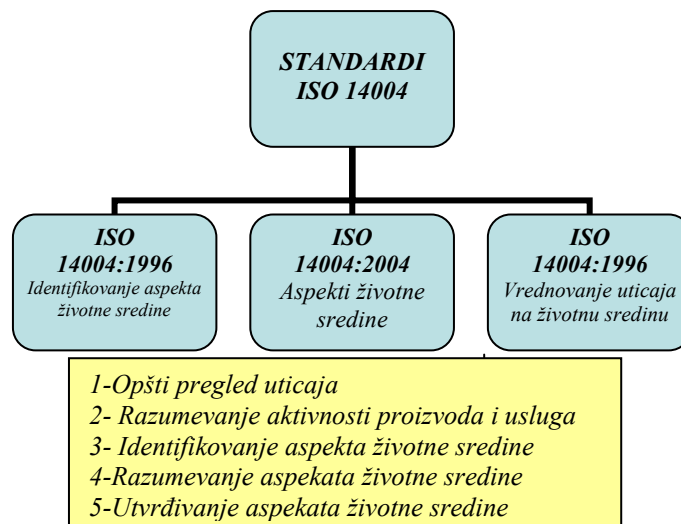 STANDARDI
ISO 14004
ISO
14004:1996
Identifikovanje aspekta
životne sredine
ISO
14004:2004
Aspekti životne
sredine
ISO
14004:1996
Vrednovanje uticaja
na životnu sredinu
1-Opšti pregled uticaja
2- Razumevanje aktivnosti proizvoda i usluga
3- Identifikovanje aspekta životne sredine
4-Razumevanje aspekata životne sredine
5-Utvrđivanje aspekata životne sredine